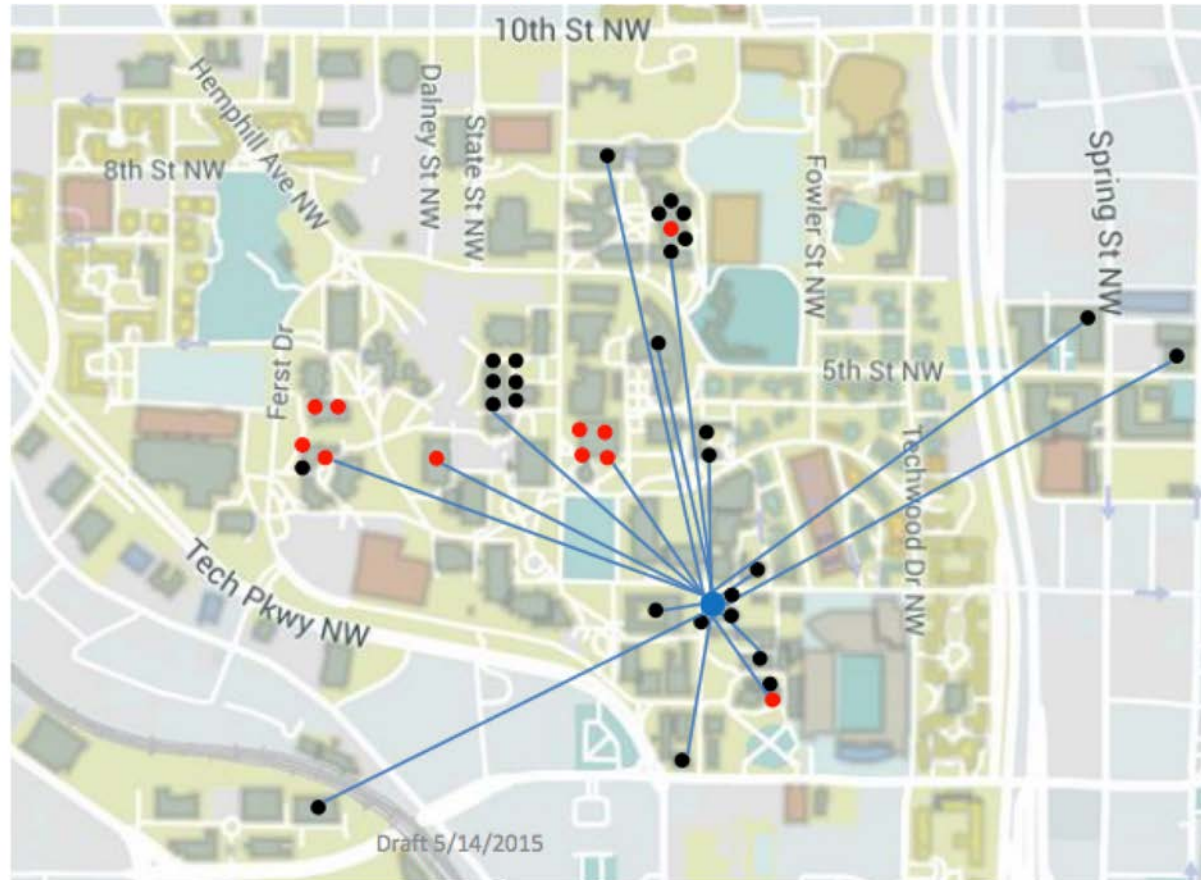 10th St NW
Hemphill Ave NW
Dalney St NW
State St NW
8th St NW
Fowler St NW
Spring St NW
Ferst Dr
5th St NW
Techwood Dr NW
Tech Pkwy NW
Draft 5/14/2015